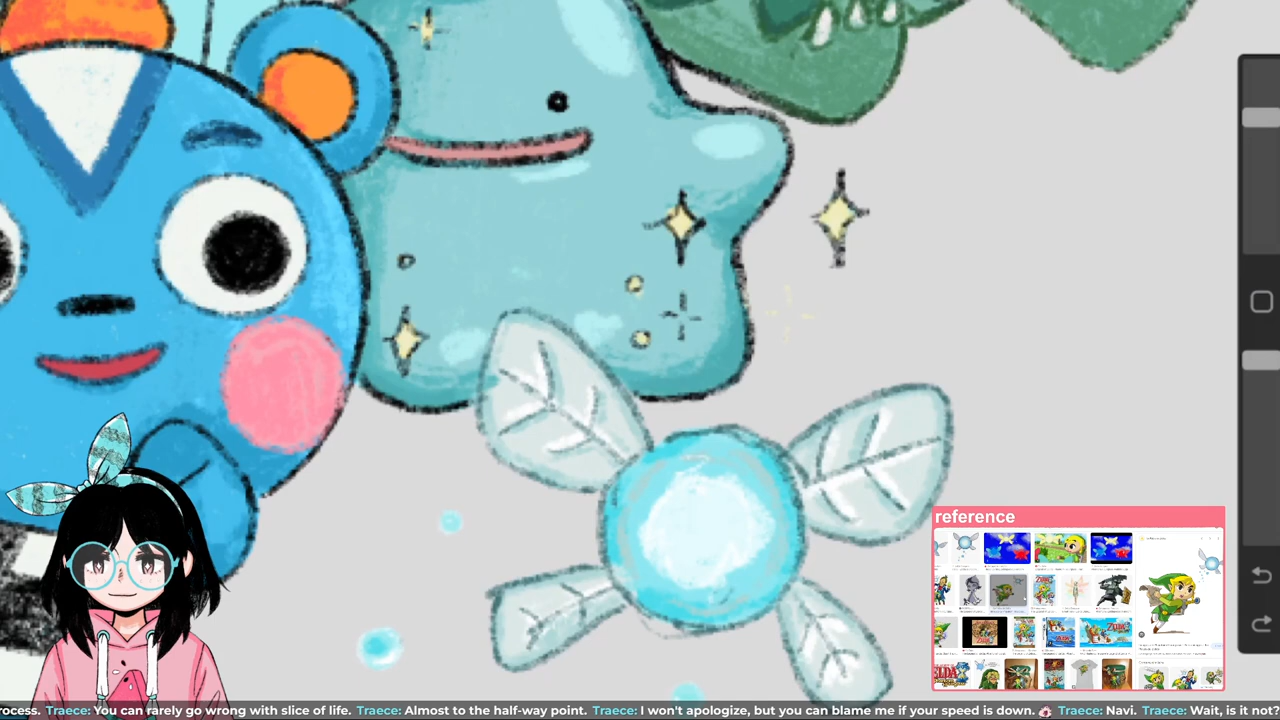 reference
rocess. Traece: You can rarely go wrong with slice of life. Traece: Almost to the half-way point. Traece: I won't apologize, but you can blame me if your speed is down. Traece: Navi. Traece: Wait, is it not?